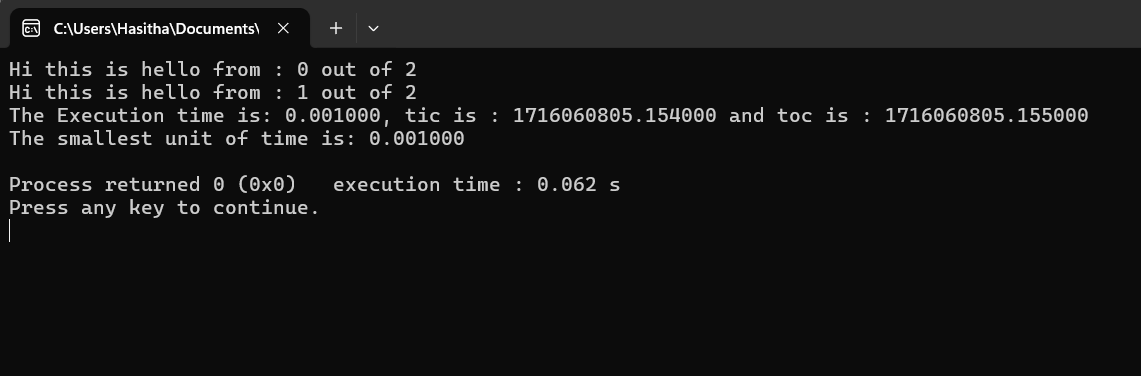 C:\Users\Hasitha\Documents\
Hi this is hello from : 0 out of 2
Hi this is hello from : 1 out of 2
The Execution time is: 0.001000, tic is : 1716060805.154000 and toc is : 1716060805.155000
The smallest unit of time is: 0.001000
Process returned 0 (0x0)   execution time : 0.062 s
Press any key to continue.